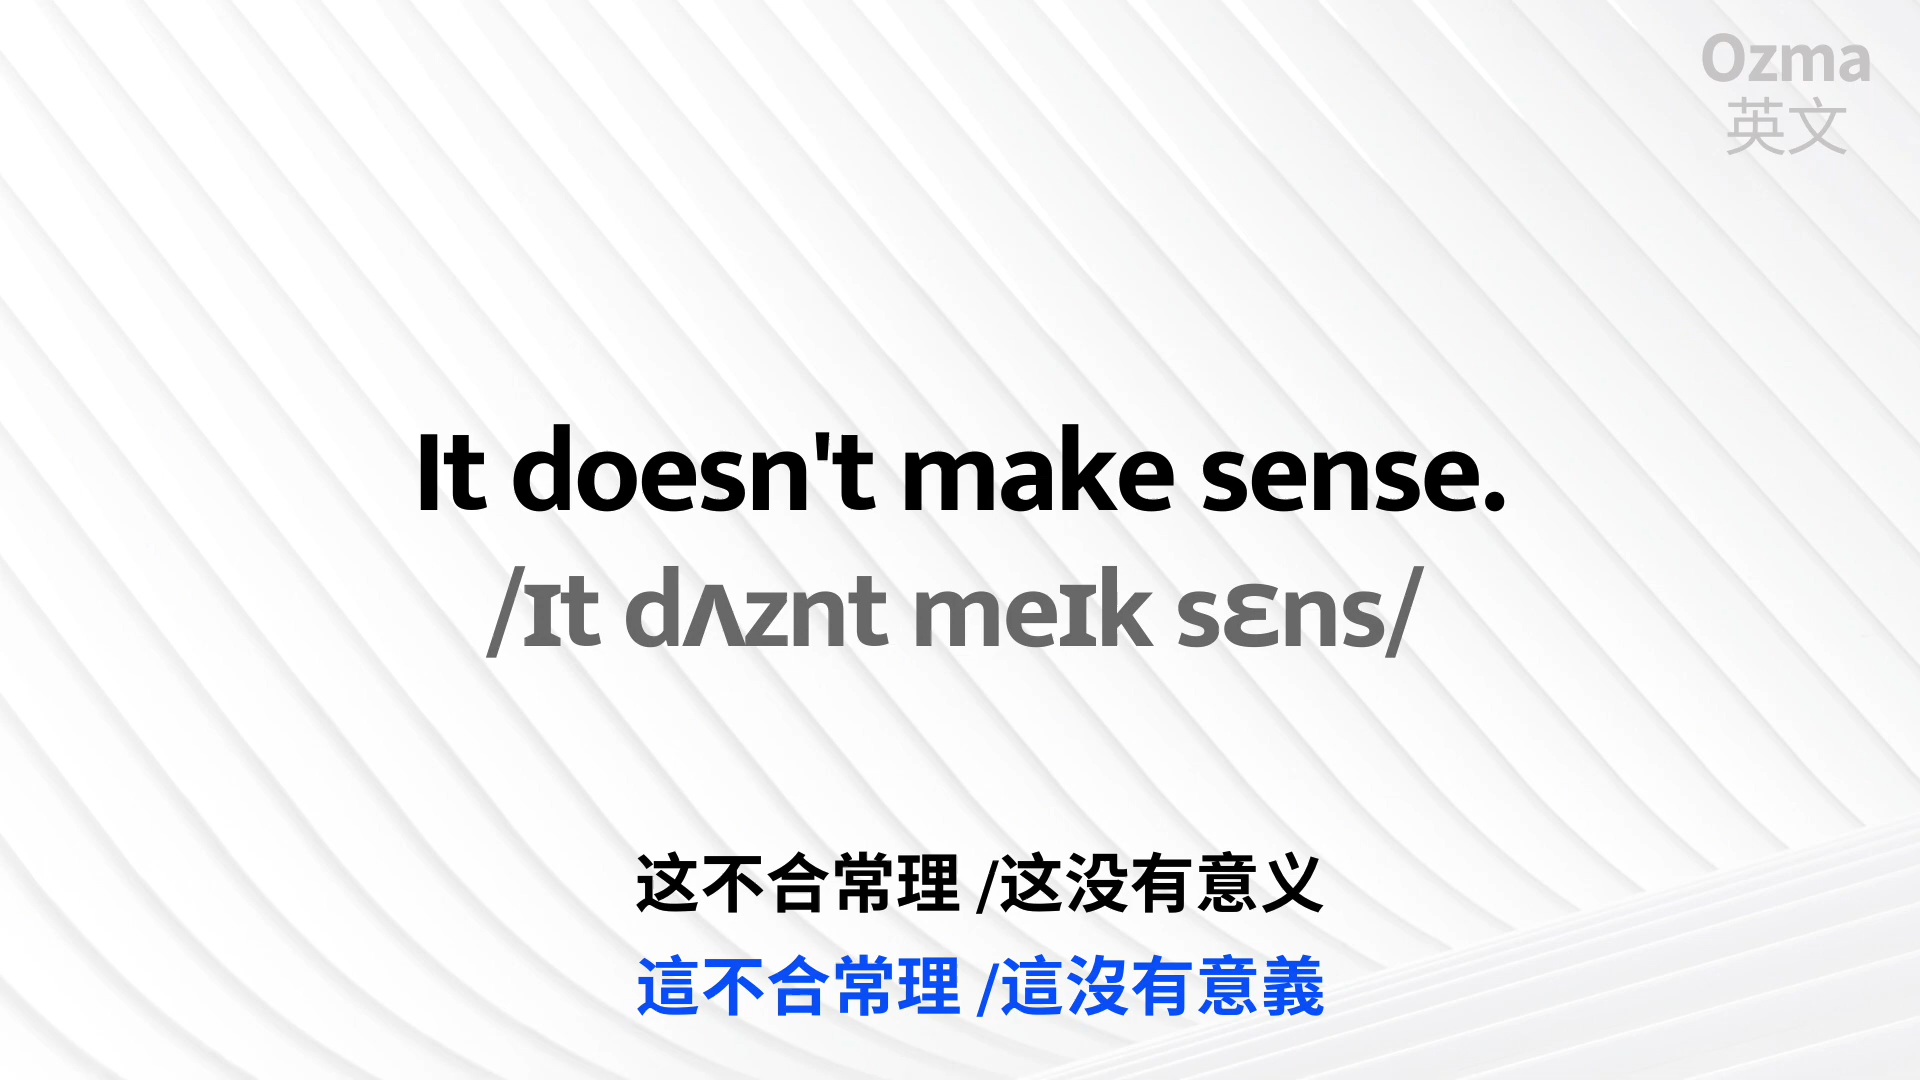 Ozma
英文
It doesn't make sense.
/ɪt dʌznt meɪk sɛns/
这不合常理 /这没有意义
這不合常理 /這沒有意義